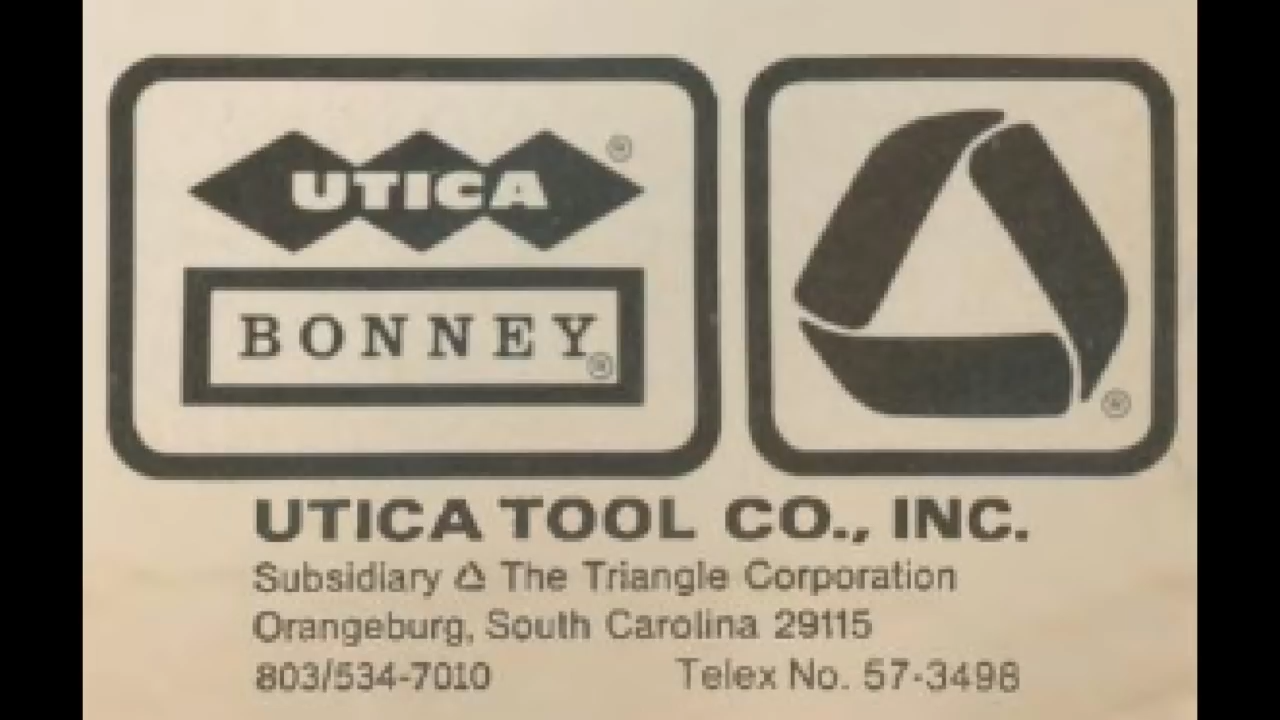 UTICA ®
BONNEY ®
®
UTICA TOOL CO., INC.
Subsidiary The Triangle Corporation
Orangeburg, South Carolina 29115
803/534-7010 Telex No. 57-3498